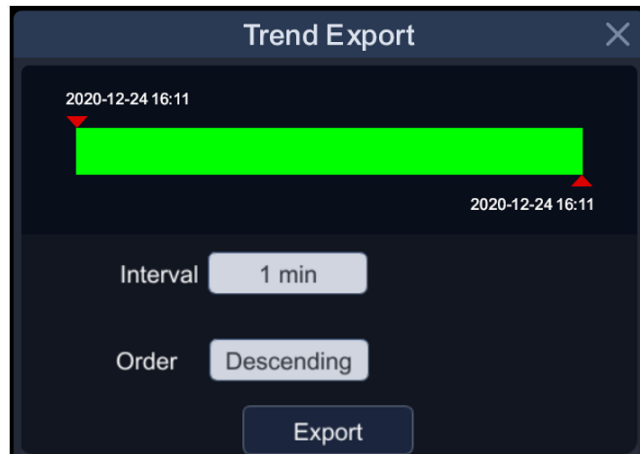 Trend Export
2020-12-24 16:11
2020-12-24 16:11
Interval 1 min
Order Descending
Export